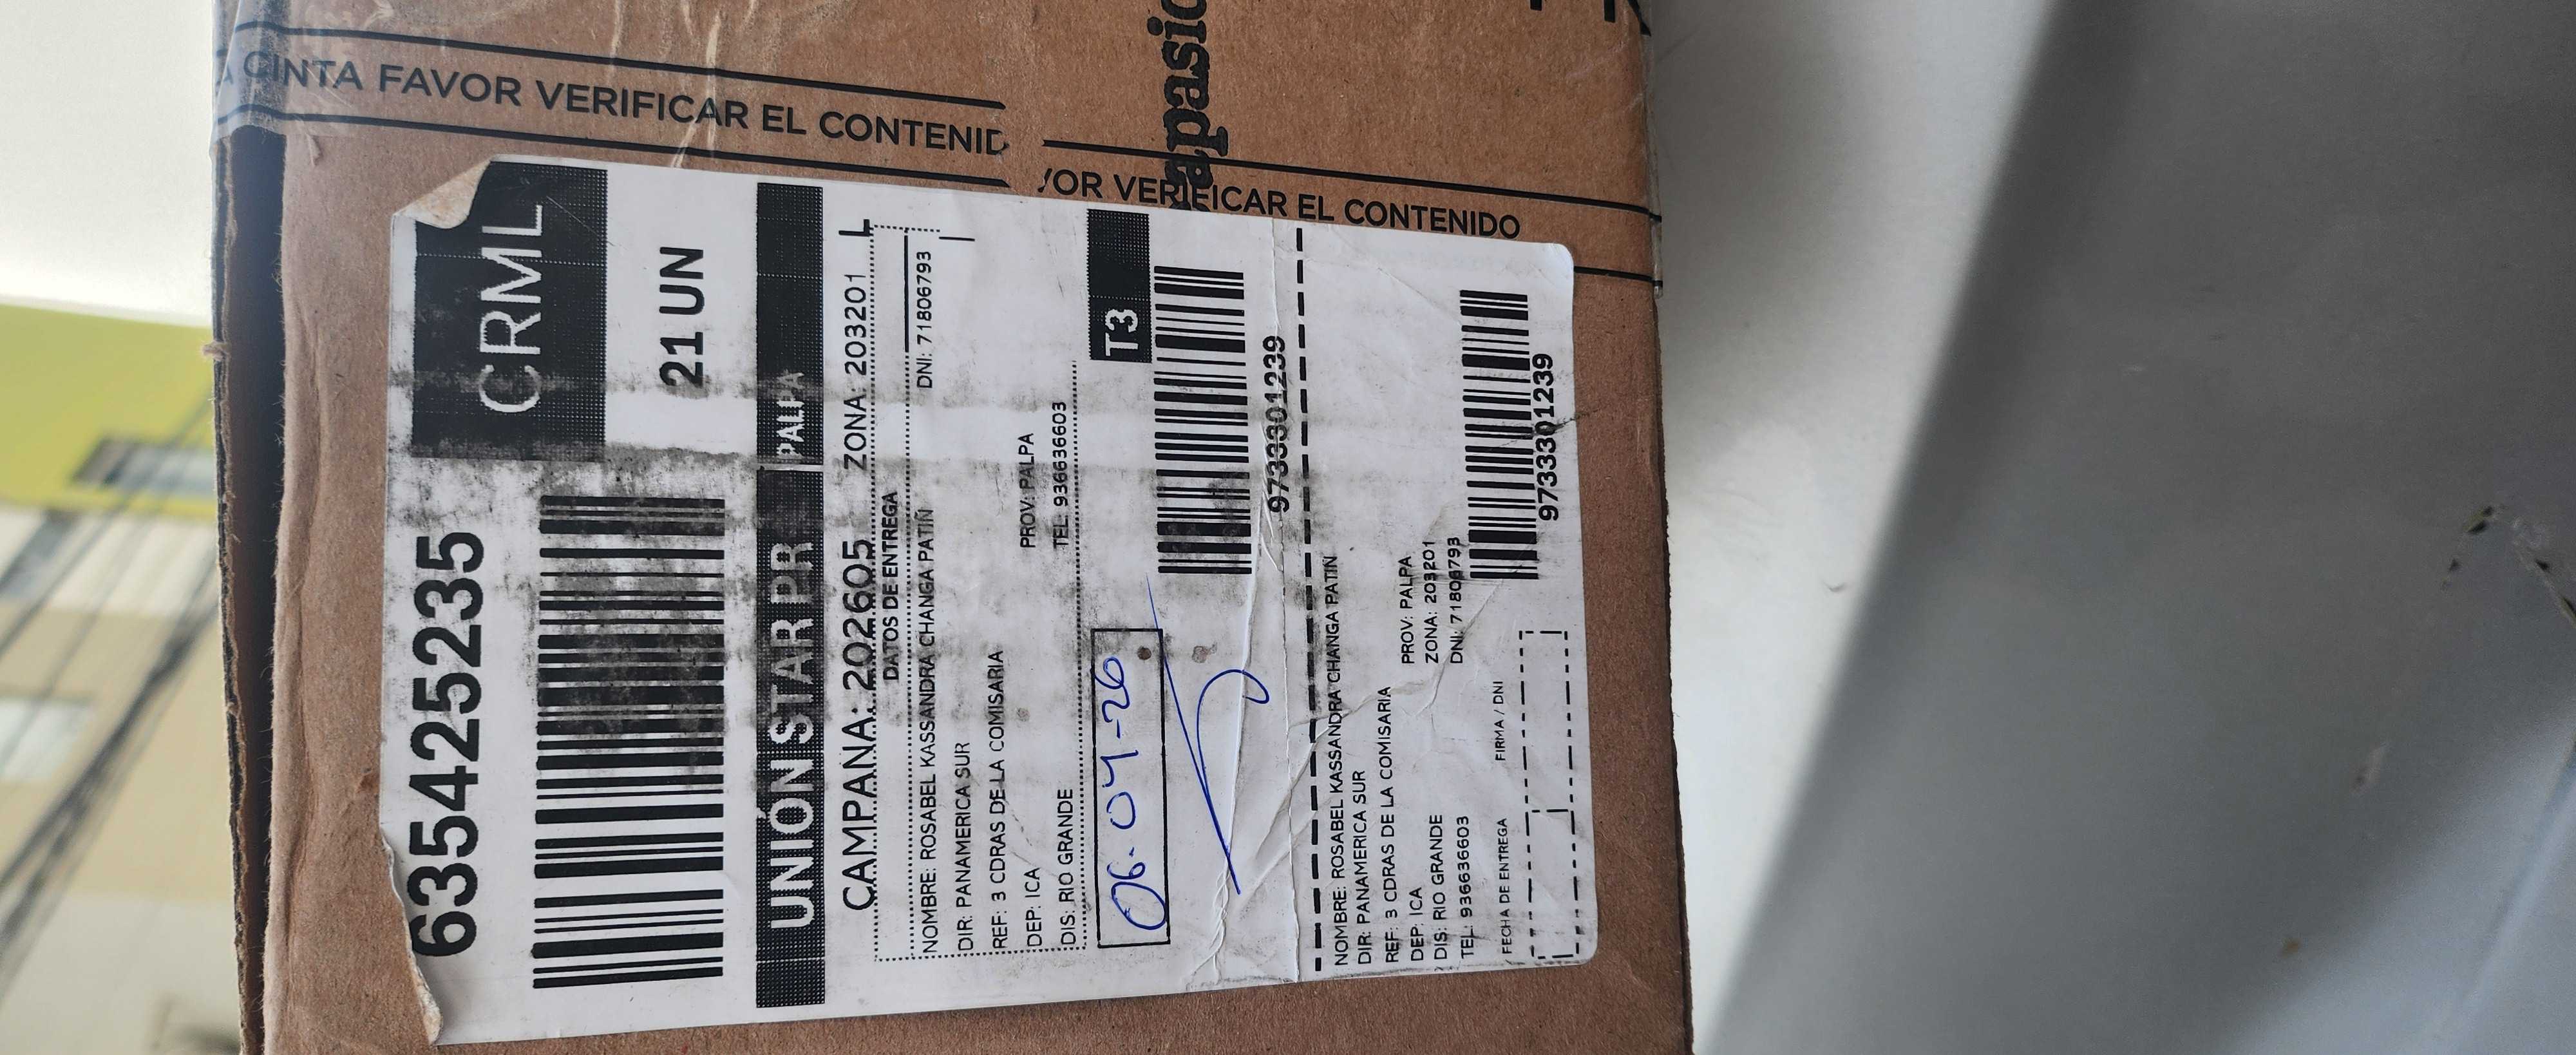 A CINTA FAVOR VERIFICAR EL CONTENID
VOR VERIFICAR EL CONTENIDO
apasio
635425235
CRML
21 UN
UNIÓN STAR PR
PALPA
CAMPAÑA: 202605
ZONA: 203201
L
DATOS DE ENTREGA
NOMBRE: ROSABEL KASSANDRA CHANGA PATIÑ
DNI: 71806793
DIR: PANAMERICA SUR
REF: 3 CDRAS DE LA COMISARIA
DEP: ICA
PROV: PALPA
DIS: RIO GRANDE
TEL: 936636603
T3
06-04-26
9733301239
NOMBRE: ROSABEL KASSANDRA CHANGA PATIÑ
DIR: PANAMERICA SUR
REF: 3 CDRAS DE LA COMISARIA
DEP: ICA
PROV: PALPA
DIS: RIO GRANDE
ZONA: 203201
TEL: 936636603
DNI: 71806793
FECHA DE ENTREGA
FIRMA / DNI
9733301239